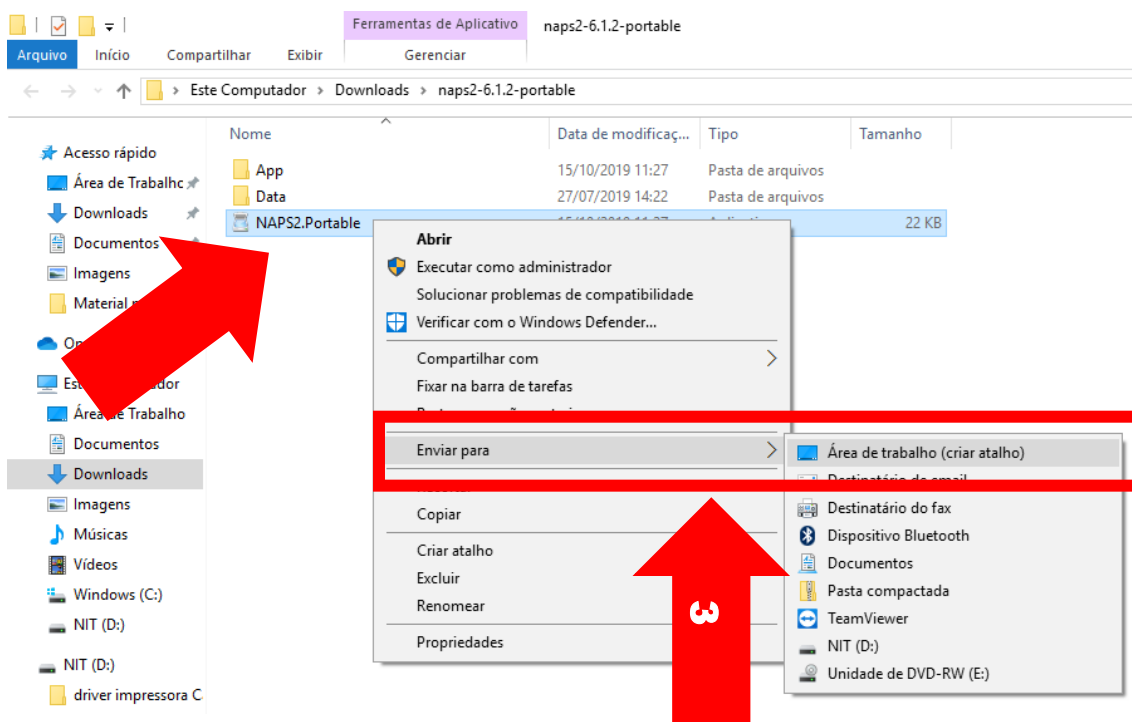 Ferramentas de Aplicativo naps2-6.1.2-portable
Arquivo Início Compartilhar Exibir Gerenciar
Este Computador Downloads naps2-6.1.2-portable
Nome Data de modificaç... Tipo Tamanho
Acesso rápido
App 15/10/2019 11:27 Pasta de arquivos
Área de Trabalhc
Data 27/07/2019 14:22 Pasta de arquivos
Downloads
NAPS2.Portable 22 KB
Documentos
Imagens
Material
Área de Trabalho
Documentos
Downloads
Imagens
Músicas
Vídeos
Windows (C:)
NIT (D:)
NIT (D:)
driver impressora C
Abrir
Executar como administrador
Solucionar problemas de compatibilidade
Verificar com o Windows Defender...
Compartilhar com
Fixar na barra de tarefas
Enviar para
Copiar
Criar atalho
Excluir
Renomear
Propriedades
Área de trabalho (criar atalho)
Destinatário do fax
Dispositivo Bluetooth
Documentos
Pasta compactada
TeamViewer
NIT (D:)
Unidade de DVD-RW (E:)
3